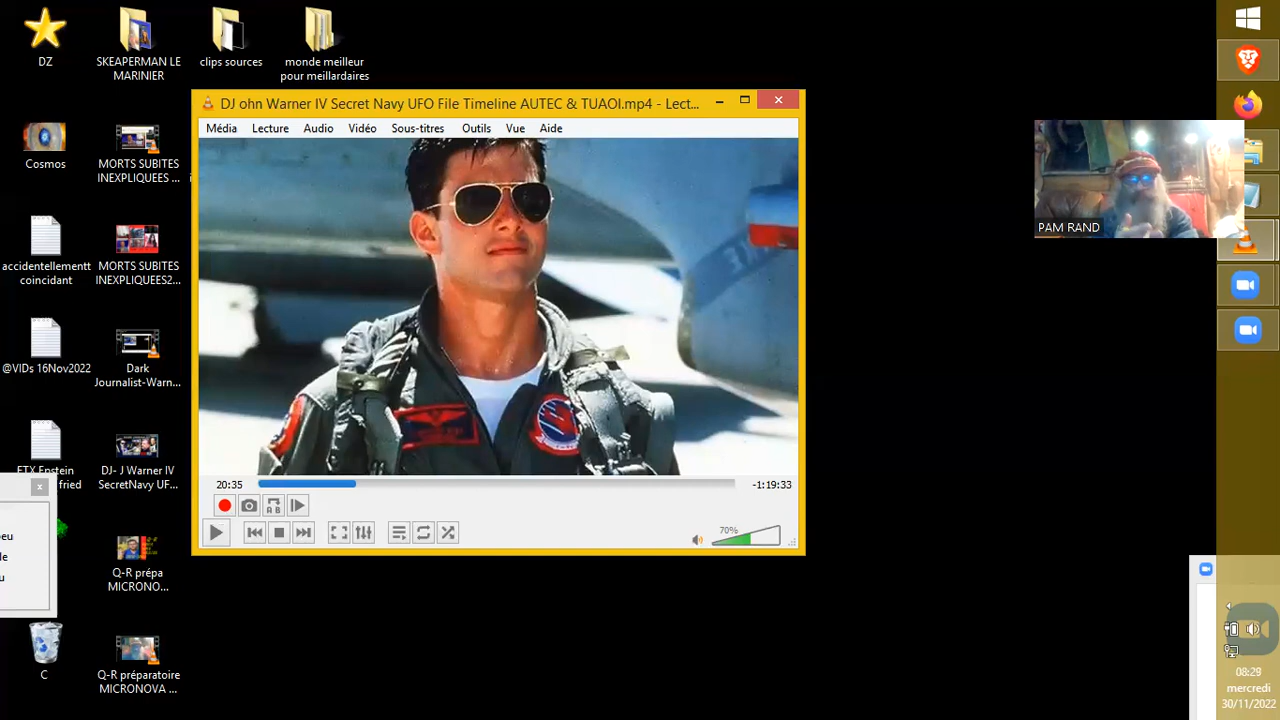 DZ
SKEAPERMAN LE
MARINIER
clips sources
monde meilleur
pour meillardaires
DJ ohn Warner IV Secret Navy UFO File Timeline AUTEC & TUAOI.mp4 - Lect...
Média Lecture Audio Vidéo Sous-titres Outils Vue Aide
Cosmos
MORTS SUBITES
INEXPLIQUEES ...
accidentellementt
coincidant
MORTS SUBITES
INEXPLIQUEES2...
@VIDs 16Nov2022
Dark
Journalist-Warn...
FTX Epstein
fried
DJ- J Warner IV
SecretNavy UF...
Q-R prépa
MICRONO...
C
Q-R préparatoire
MICRONOVA ...
20:35
-1:19:33
A B
70%
PAM RAND
08:29
mercredi
30/11/2022